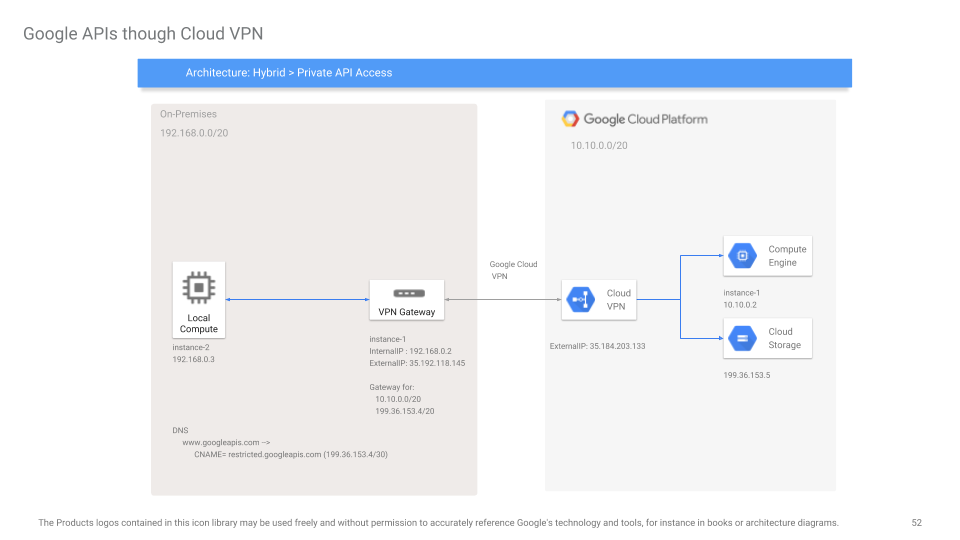 Google APIs though Cloud VPN
Architecture: Hybrid > Private API Access
On-Premises
192.168.0.0/20
Google Cloud Platform
10.10.0.0/20
Local
Compute
instance-2
192.168.0.3
VPN Gateway
instance-1
InternalIP : 192.168.0.2
ExternalIP: 35.192.118.145
Gateway for:
10.10.0.0/20
199.36.153.4/20
DNS
www.googleapis.com -->
CNAME= restricted.googleapis.com (199.36.153.4/30)
Google Cloud
VPN
Cloud
VPN
ExternalIP: 35.184.203.133
Compute
Engine
instance-1
10.10.0.2
Cloud
Storage
199.36.153.5
The Products logos contained in this icon library may be used freely and without permission to accurately reference Google's technology and tools, for instance in books or architecture diagrams.
52